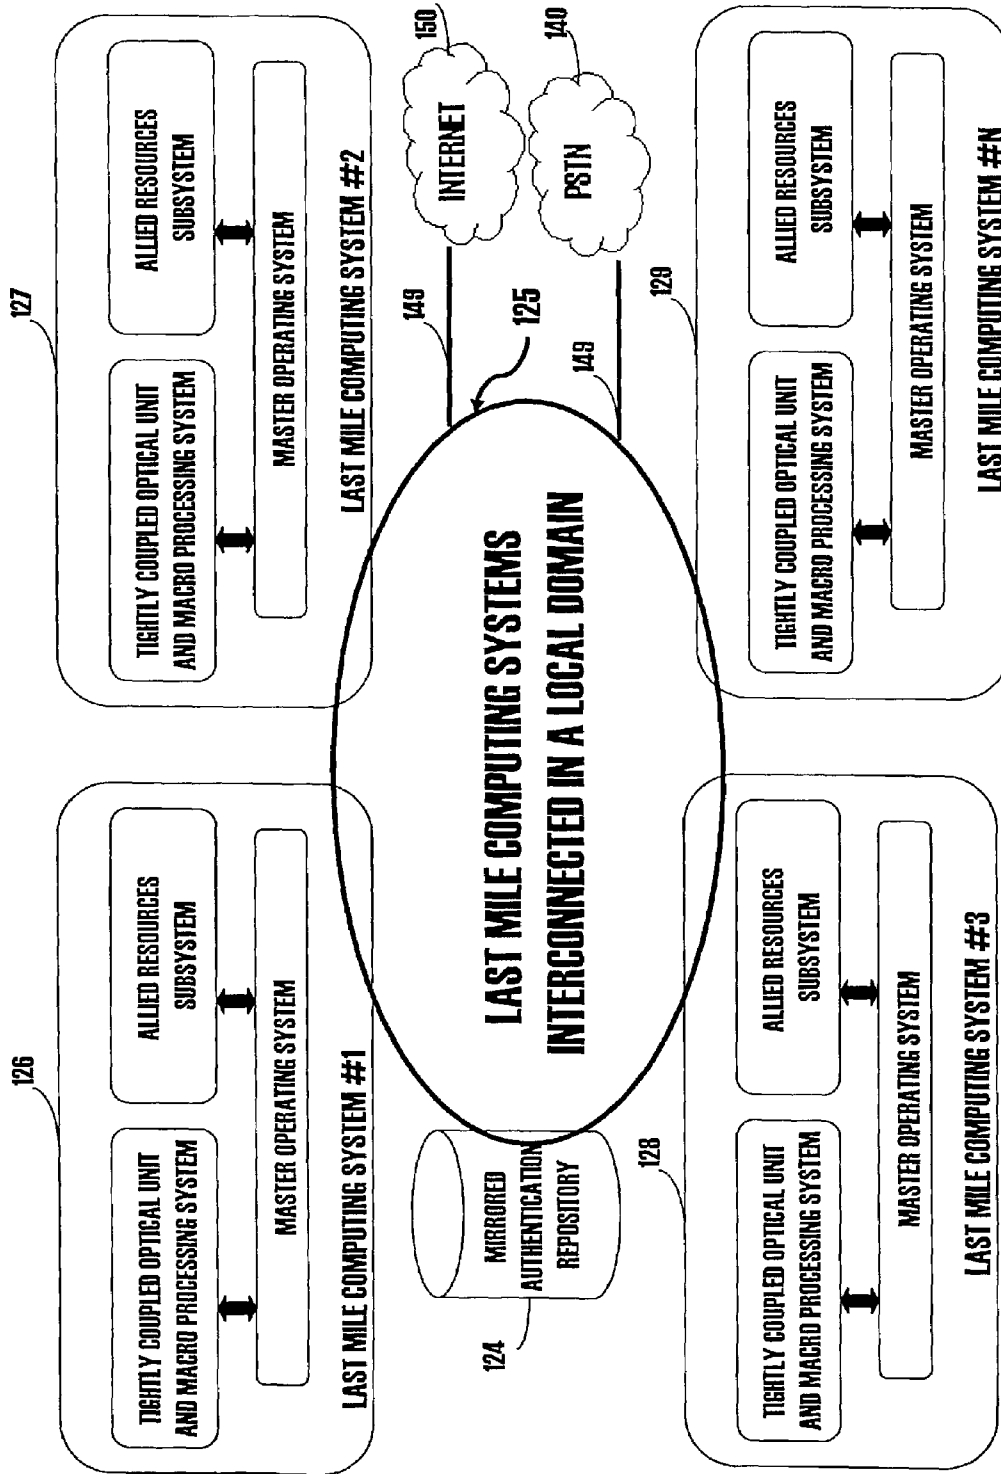 126
TIGHTLY COUPLED OPTICAL UNIT
AND MACRO PROCESSING SYSTEM
ALLIED RESOURCES
SUBSYSTEM
MASTER OPERATING SYSTEM
LAST MILE COMPUTING SYSTEM #1
127
TIGHTLY COUPLED OPTICAL UNIT
AND MACRO PROCESSING SYSTEM
ALLIED RESOURCES
SUBSYSTEM
MASTER OPERATING SYSTEM
LAST MILE COMPUTING SYSTEM #2
124
MIRRORED
AUTHENTICATION
REPOSITORY
LAST MILE COMPUTING SYSTEMS
INTERCONNECTED IN A LOCAL DOMAIN
125
149
INTERNET
150
149
PSTN
140
128
TIGHTLY COUPLED OPTICAL UNIT
AND MACRO PROCESSING SYSTEM
ALLIED RESOURCES
SUBSYSTEM
MASTER OPERATING SYSTEM
LAST MILE COMPUTING SYSTEM #3
129
TIGHTLY COUPLED OPTICAL UNIT
AND MACRO PROCESSING SYSTEM
ALLIED RESOURCES
SUBSYSTEM
MASTER OPERATING SYSTEM
LAST MILE COMPUTING SYSTEM #N